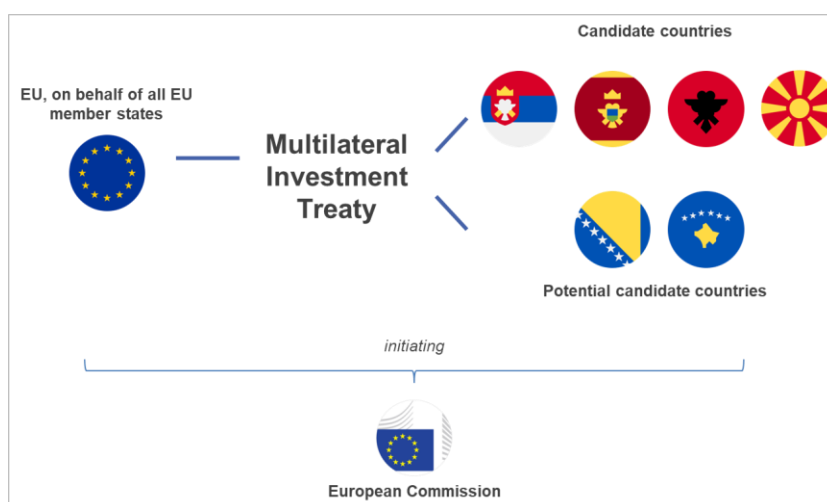 Candidate countries
EU, on behalf of all EU
member states
Multilateral
Investment
Treaty
Potential candidate countries
initiating
European Commission